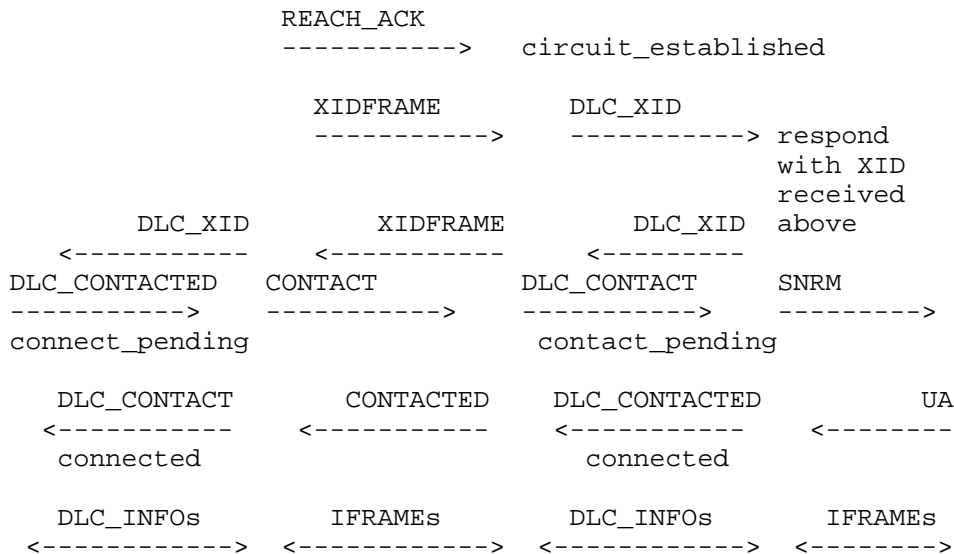 REACH_ACK
                 ----------->   circuit_established

                   XIDFRAME        DLC_XID
                   ----------->    -----------> respond
                                                with XID
                                                received
        DLC_XID        XIDFRAME        DLC_XID  above
   <-----------    <-----------     <---------
DLC_CONTACTED   CONTACT         DLC_CONTACT     SNRM
----------->    ----------->    ----------->    --------->
connect_pending                  contact_pending

   DLC_CONTACT       CONTACTED    DLC_CONTACTED          UA
  <-----------    <-----------    <-----------   <--------
   connected                        connected

   DLC_INFOs        IFRAMEs        DLC_INFOs       IFRAMEs
 <------------>  <------------>  <------------>  <-------->